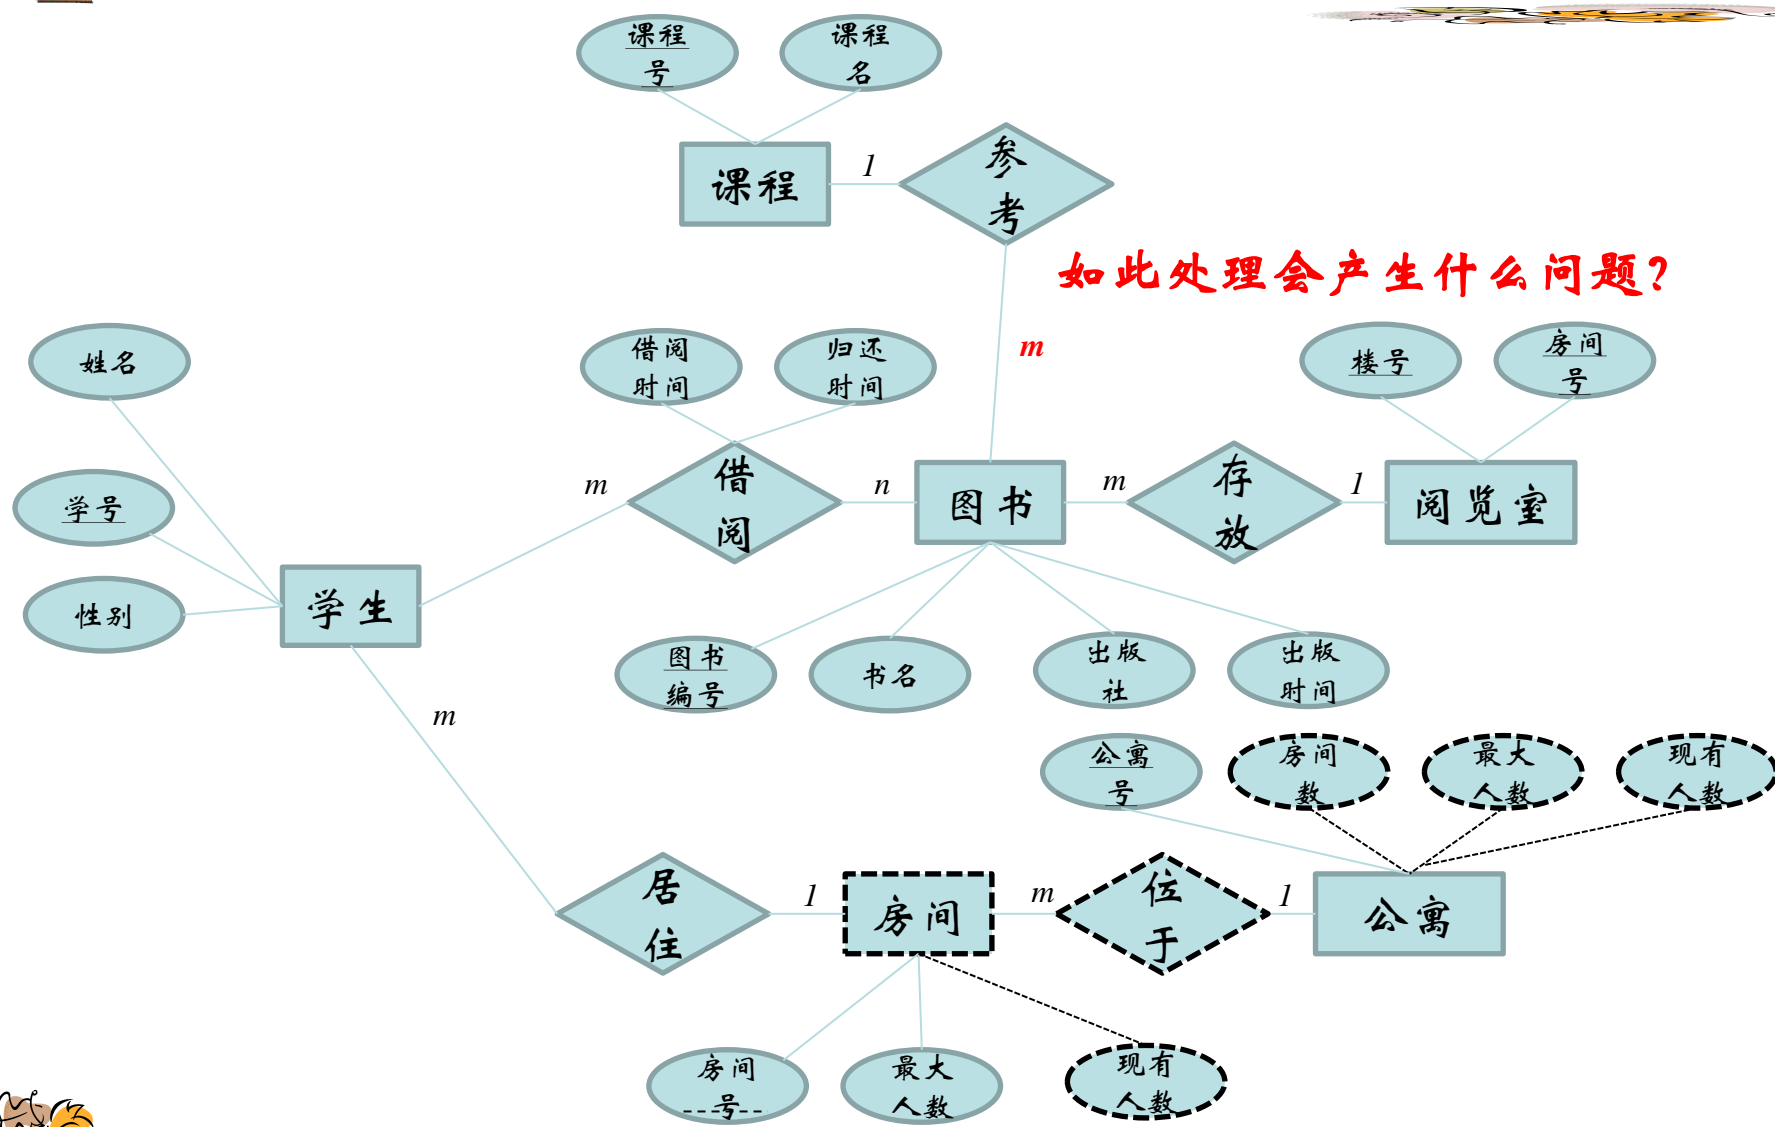 课程
号
课程
名
课程
1
参
考
如此处理会产生什么问题?
m
姓名
学号
性别
学生
借阅
时间
归还
时间
m
借
阅
n
图书
m
存
放
1
阅览室
楼号
房间
号
图书
编号
书名
出版
社
出版
时间
m
公寓
号
房间
数
最大
人数
现有
人数
居
住
1
房间
m
位
于
1
公寓
房间
号
最大
人数
现有
人数